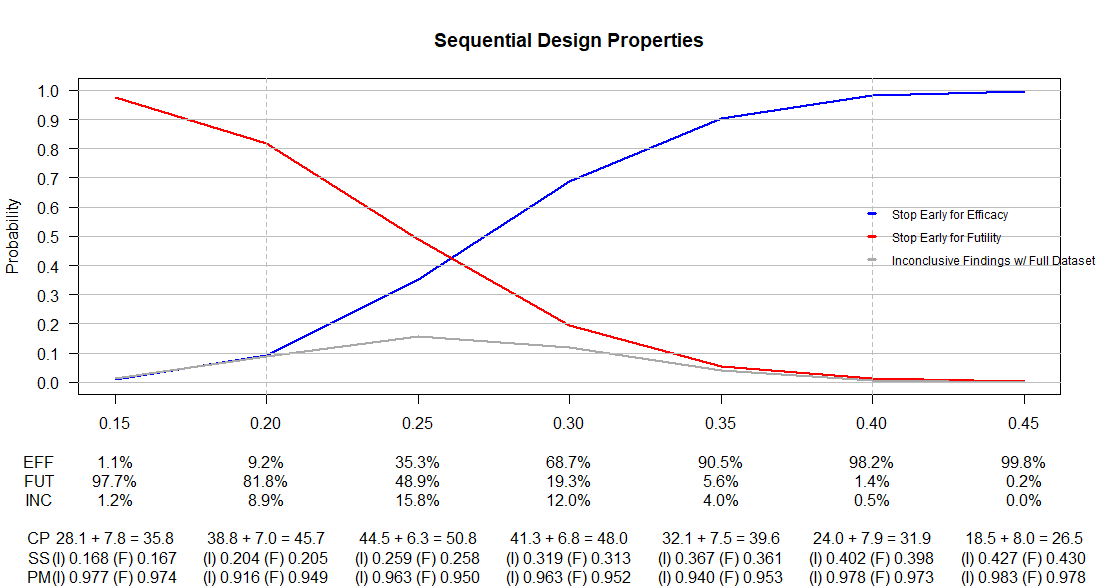 Sequential Design Properties
Probability
1.0
0.9
0.8
0.7
0.6
0.5
0.4
0.3
0.2
0.1
0.0
Stop Early for Efficacy
Stop Early for Futility
Inconclusive Findings w/ Full Dataset
0.15 0.20 0.25 0.30 0.35 0.40 0.45
EFF 1.1% 9.2% 35.3% 68.7% 90.5% 98.2% 99.8%
FUT 97.7% 81.8% 48.9% 19.3% 5.6% 1.4% 0.2%
INC 1.2% 8.9% 15.8% 12.0% 4.0% 0.5% 0.0%
CP 28.1 + 7.8 = 35.8 38.8 + 7.0 = 45.7 44.5 + 6.3 = 50.8 41.3 + 6.8 = 48.0 32.1 + 7.5 = 39.6 24.0 + 7.9 = 31.9 18.5 + 8.0 = 26.5
SS (I) 0.168 (F) 0.167 (I) 0.204 (F) 0.205 (I) 0.259 (F) 0.258 (I) 0.319 (F) 0.313 (I) 0.367 (F) 0.361 (I) 0.402 (F) 0.398 (I) 0.427 (F) 0.430
PM (I) 0.977 (F) 0.974 (I) 0.916 (F) 0.949 (I) 0.963 (F) 0.950 (I) 0.963 (F) 0.952 (I) 0.940 (F) 0.953 (I) 0.978 (F) 0.973 (I) 0.983 (F) 0.978